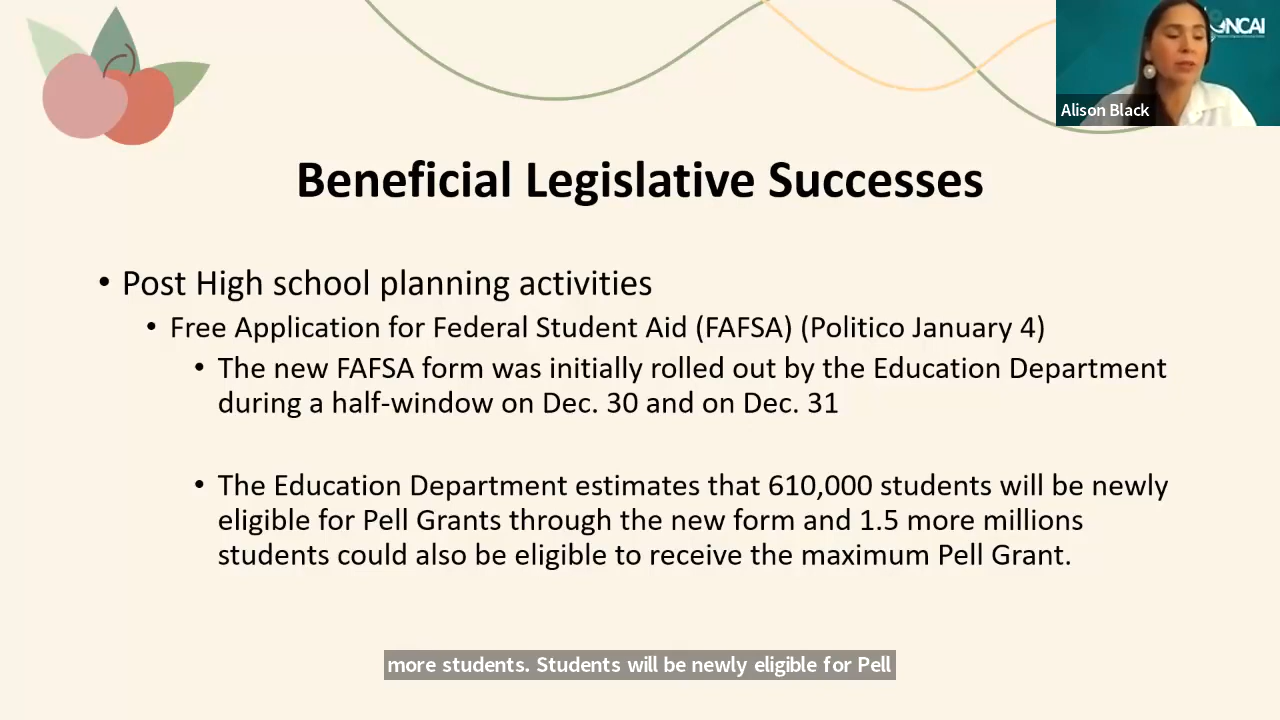 NCAI
Alison Black
Beneficial Legislative Successes
• Post High school planning activities
• Free Application for Federal Student Aid (FAFSA) (Politico January 4)
• The new FAFSA form was initially rolled out by the Education Department
during a half-window on Dec. 30 and on Dec. 31
• The Education Department estimates that 610,000 students will be newly
eligible for Pell Grants through the new form and 1.5 more millions
students could also be eligible to receive the maximum Pell Grant.
more students. Students will be newly eligible for Pell